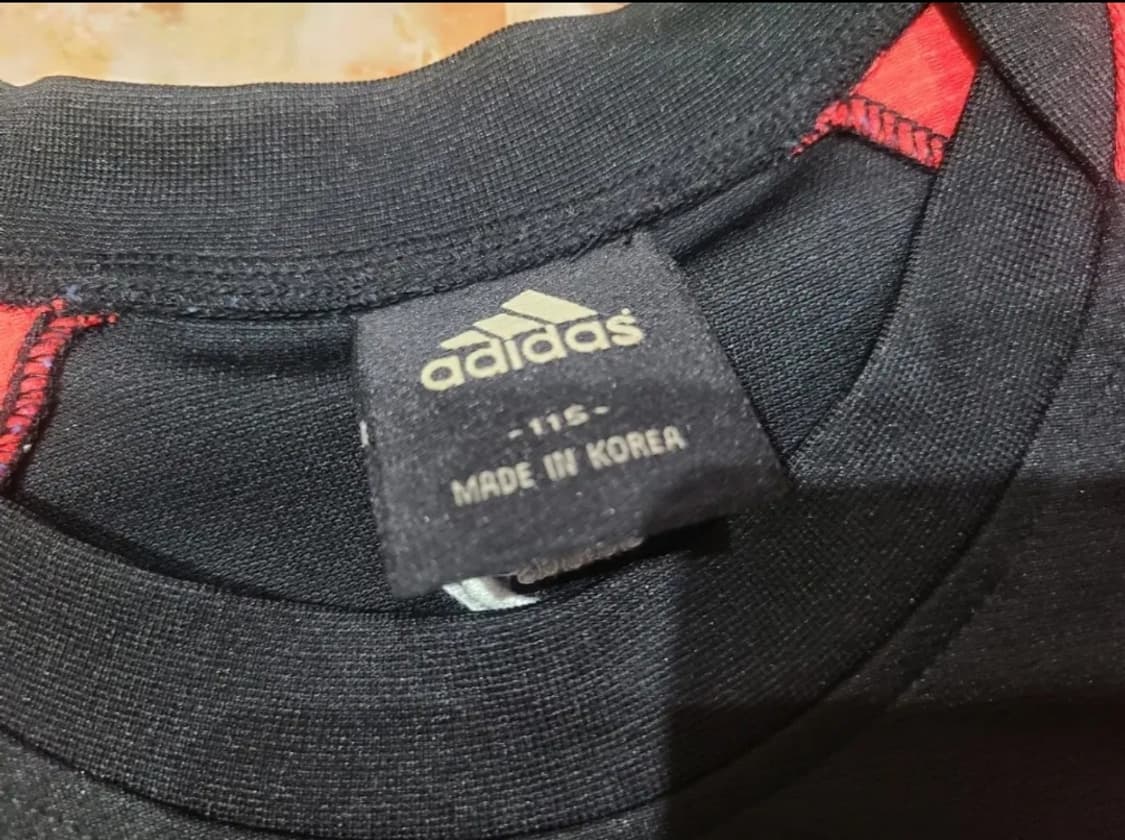 adidas
-115-
MADE IN KOREA